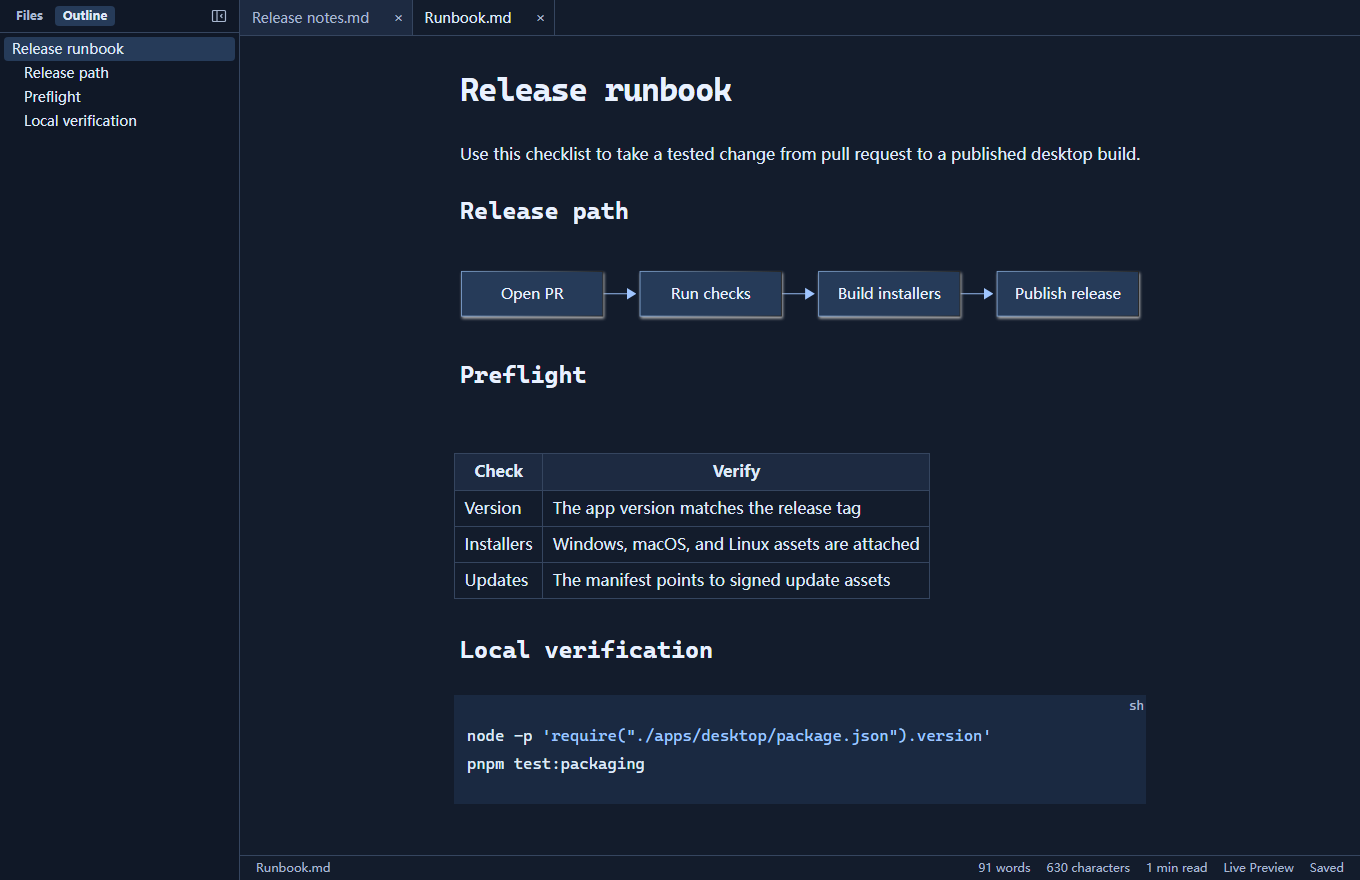 Files Outline
Release notes.md × Runbook.md ×
Release runbook
Release path
Preflight
Local verification
Release runbook
Use this checklist to take a tested change from pull request to a published desktop build.
Release path
Open PR Run checks Build installers Publish release
Preflight
Check Verify
Version The app version matches the release tag
Installers Windows, macOS, and Linux assets are attached
Updates The manifest points to signed update assets
Local verification
sh
node -p 'require("./apps/desktop/package.json").version'
pnpm test:packaging
Runbook.md 91 words 630 characters 1 min read Live Preview Saved